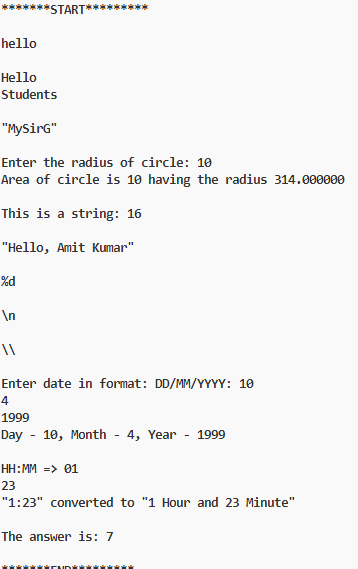 *******START*********
hello
Hello
Students
"MySirG"
Enter the radius of circle: 10
Area of circle is 10 having the radius 314.000000
This is a string: 16
"Hello, Amit Kumar"
%d
\n
\\
Enter date in format: DD/MM/YYYY: 10
4
1999
Day - 10, Month - 4, Year - 1999
HH:MM => 01
23
"1:23" converted to "1 Hour and 23 Minute"
The answer is: 7
*******END*********